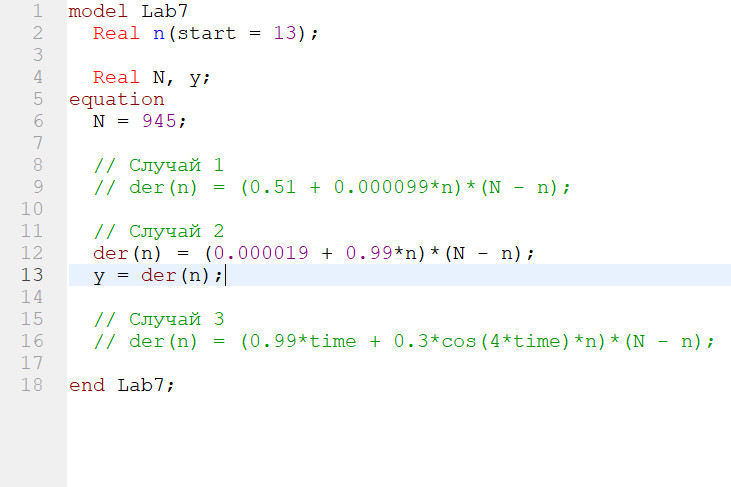 1 model Lab7
2   Real n(start = 13);
3
4   Real N, y;
5 equation
6   N = 945;
7
8   // Случай 1
9   // der(n) = (0.51 + 0.000099*n)*(N - n);
10
11   // Случай 2
12   der(n) = (0.000019 + 0.99*n)*(N - n);
13   y = der(n);
14
15   // Случай 3
16   // der(n) = (0.99*time + 0.3*cos(4*time)*n)*(N - n);
17
18 end Lab7;